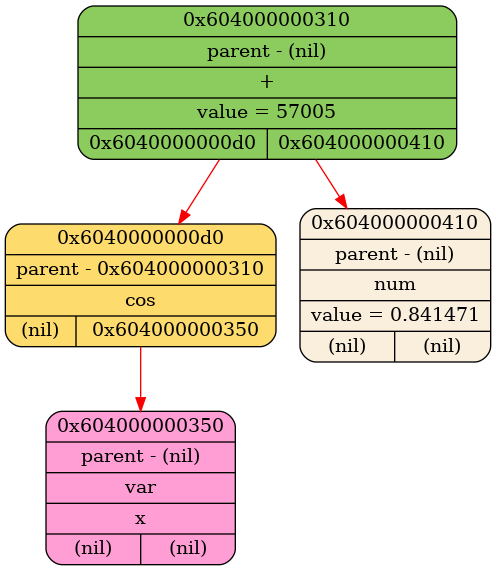 0x604000000310
parent - (nil)
+
value = 57005
0x6040000000d0 0x604000000410
0x6040000000d0
parent - 0x604000000310
cos
(nil) 0x604000000350
0x604000000410
parent - (nil)
num
value = 0.841471
(nil) (nil)
0x604000000350
parent - (nil)
var
x
(nil) (nil)